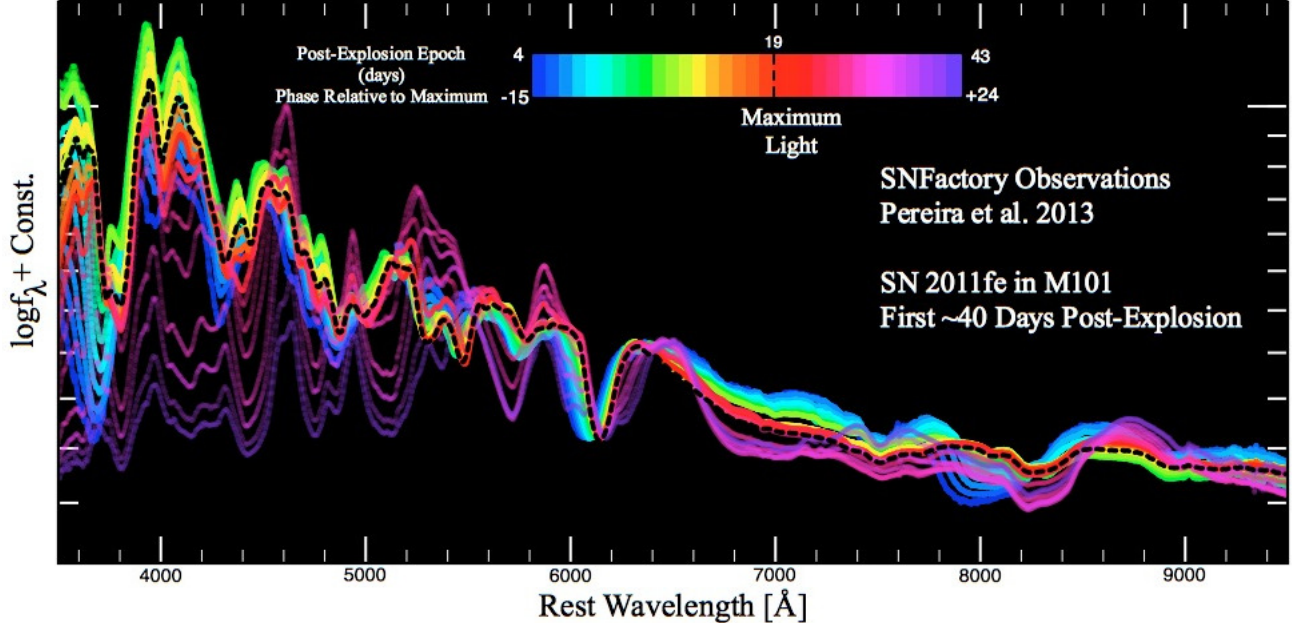 Post-Explosion Epoch
(days)
Phase Relative to Maximum
4
19
43
-15
+24
Maximum
Light
SNFactory Observations
Pereira et al. 2013
SN 2011fe in M101
First ~40 Days Post-Explosion
logfλ+ Const.
4000 5000 6000 7000 8000 9000
Rest Wavelength [Å]